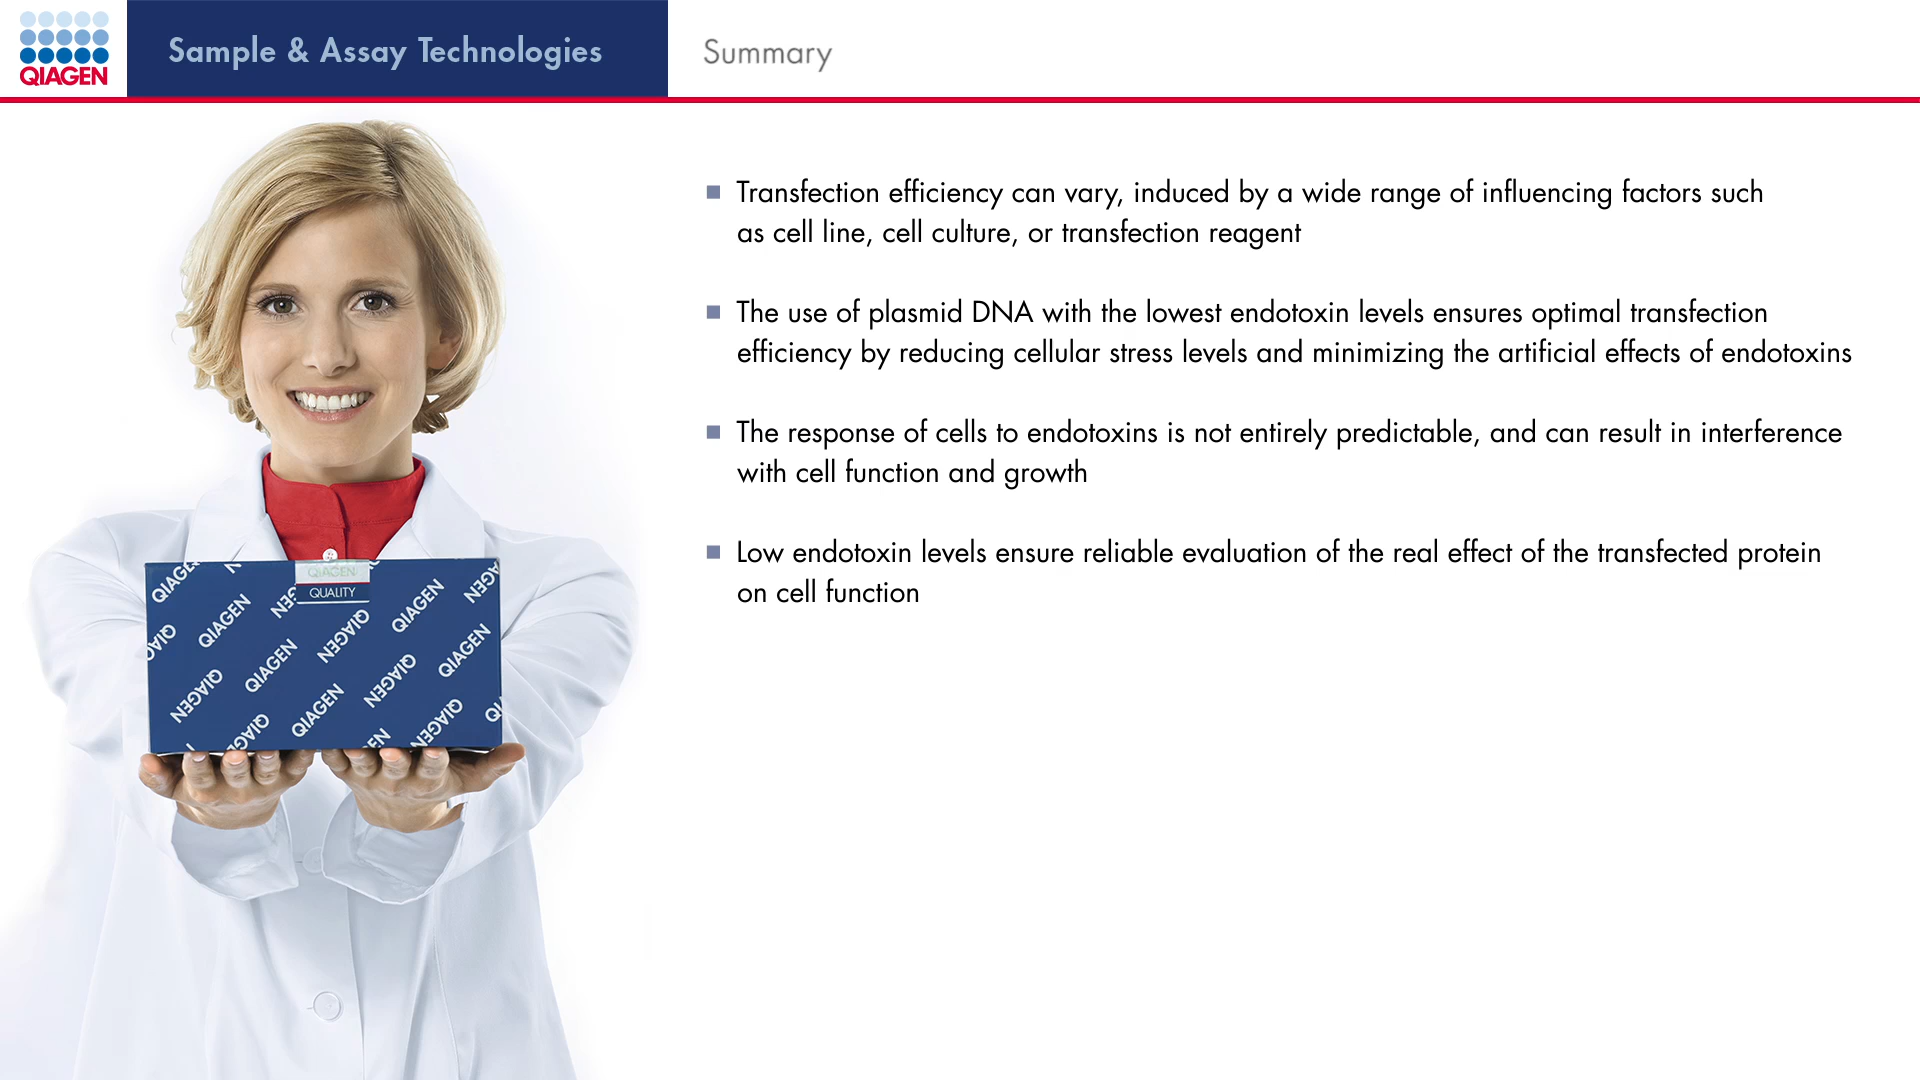 QIAGEN
Sample & Assay Technologies
Summary
Transfection efficiency can vary, induced by a wide range of influencing factors such
as cell line, cell culture, or transfection reagent
The use of plasmid DNA with the lowest endotoxin levels ensures optimal transfection
efficiency by reducing cellular stress levels and minimizing the artificial effects of endotoxins
The response of cells to endotoxins is not entirely predictable, and can result in interference
with cell function and growth
Low endotoxin levels ensure reliable evaluation of the real effect of the transfected protein
on cell function
QIAGEN
QUALITY
QIAGEN
QIAGEN
QIAGEN
QIAGEN
QIAGEN
QIAGEN
QIAGEN
QIAGEN